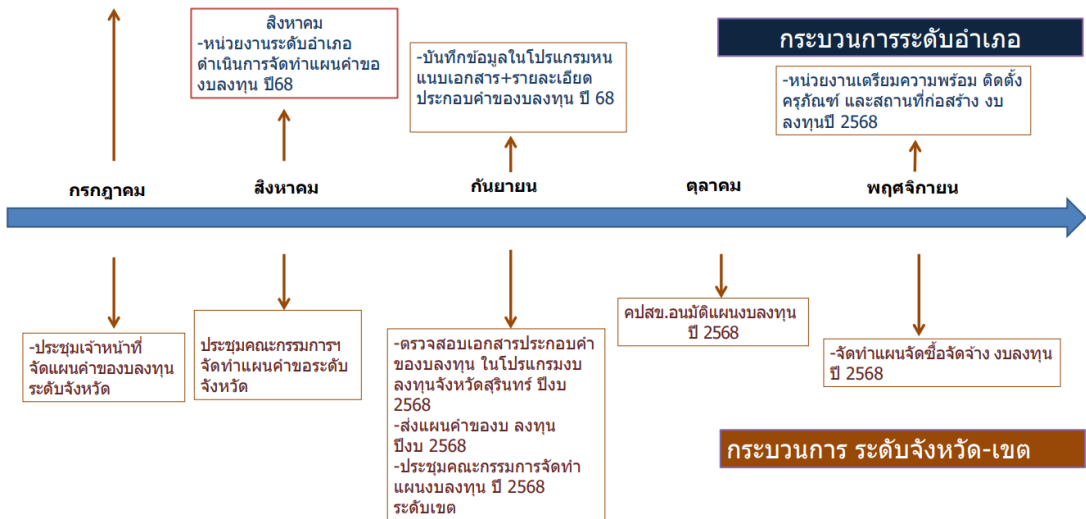 สิงหาคม
-หน่วยงานระดับอำเภอ
ดำเนินการจัดทำแผนคำขอ
งบลงทุน ปี68
-บันทึกข้อมูลในโปรแกรมหน
แนบเอกสาร+รายละเอียด
ประกอบคำของบลงทุน ปี 68
กระบวนการระดับอำเภอ
-หน่วยงานเตรียมความพร้อม ติดตั้ง
ครุภัณฑ์ และสถานที่ก่อสร้าง งบ
ลงทุนปี 2568
กรกฎาคม
สิงหาคม
กันยายน
ตุลาคม
พฤศจิกายน
-ประชุมเจ้าหน้าที่
จัดแผนคำของบลงทุน
ระดับจังหวัด
ประชุมคณะกรรมการฯ
จัดทำแผนคำขอระดับ
จังหวัด
-ตรวจสอบเอกสารประกอบคำ
ของบลงทุน ในโปรแกรมงบ
ลงทุนจังหวัดสุรินทร์ ปีงบ
2568
-ส่งแผนคำของบ ลงทุน
ปีงบ 2568
-ประชุมคณะกรรมการจัดทำ
แผนงบลงทุน ปี 2568
ระดับเขต
คปสข.อนมัติแผนงบลงทุน
ปี 2568
-จัดทำแผนจัดซื้อจัดจ้าง งบลงทุน
ปี 2568
กระบวนการ ระดับจังหวัด-เขต